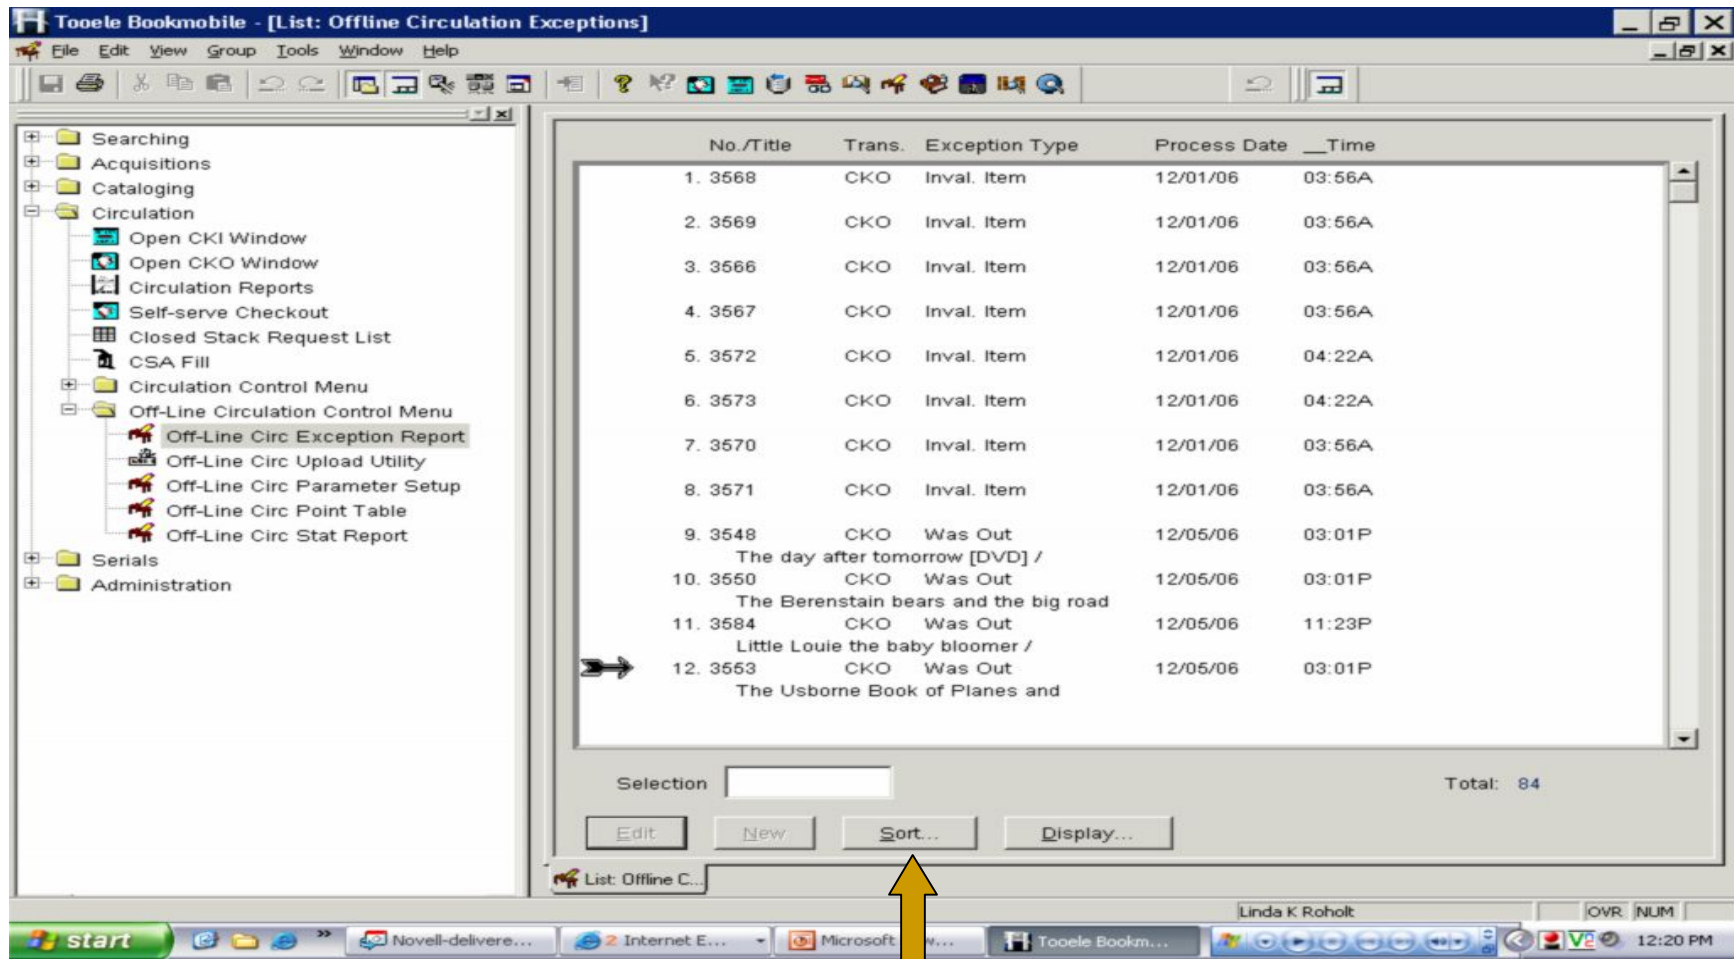 Tooele Bookmobile - [List: Offline Circulation Exceptions]
File Edit View Group Tools Window Help
Searching
Acquisitions
Cataloging
Circulation
Open CKI Window
Open CKO Window
Circulation Reports
Self-serve Checkout
Closed Stack Request List
CSA Fill
Circulation Control Menu
Off-Line Circulation Control Menu
Off-Line Circ Exception Report
Off-Line Circ Upload Utility
Off-Line Circ Parameter Setup
Off-Line Circ Point Table
Off-Line Circ Stat Report
Serials
Administration
No./Title Trans. Exception Type Process Date __Time
1. 3568 CKO Inval. Item 12/01/06 03:56A
2. 3569 CKO Inval. Item 12/01/06 03:56A
3. 3566 CKO Inval. Item 12/01/06 03:56A
4. 3567 CKO Inval. Item 12/01/06 03:56A
5. 3572 CKO Inval. Item 12/01/06 04:22A
6. 3573 CKO Inval. Item 12/01/06 04:22A
7. 3570 CKO Inval. Item 12/01/06 03:56A
8. 3571 CKO Inval. Item 12/01/06 03:56A
9. 3548 CKO Was Out 12/05/06 03:01P
The day after tomorrow [DVD] /
10. 3550 CKO Was Out 12/05/06 03:01P
The Berenstain bears and the big road
11. 3584 CKO Was Out 12/05/06 11:23P
Little Louie the baby bloomer /
12. 3553 CKO Was Out 12/05/06 03:01P
The Usborne Book of Planes and
Selection Total: 84
Edit New Sort... Display...
List: Offline C...
Linda K Roholt OVR NUM
start Novell-delivere... 2 Internet E... Microsoft Tooele Bookm... 12:20 PM